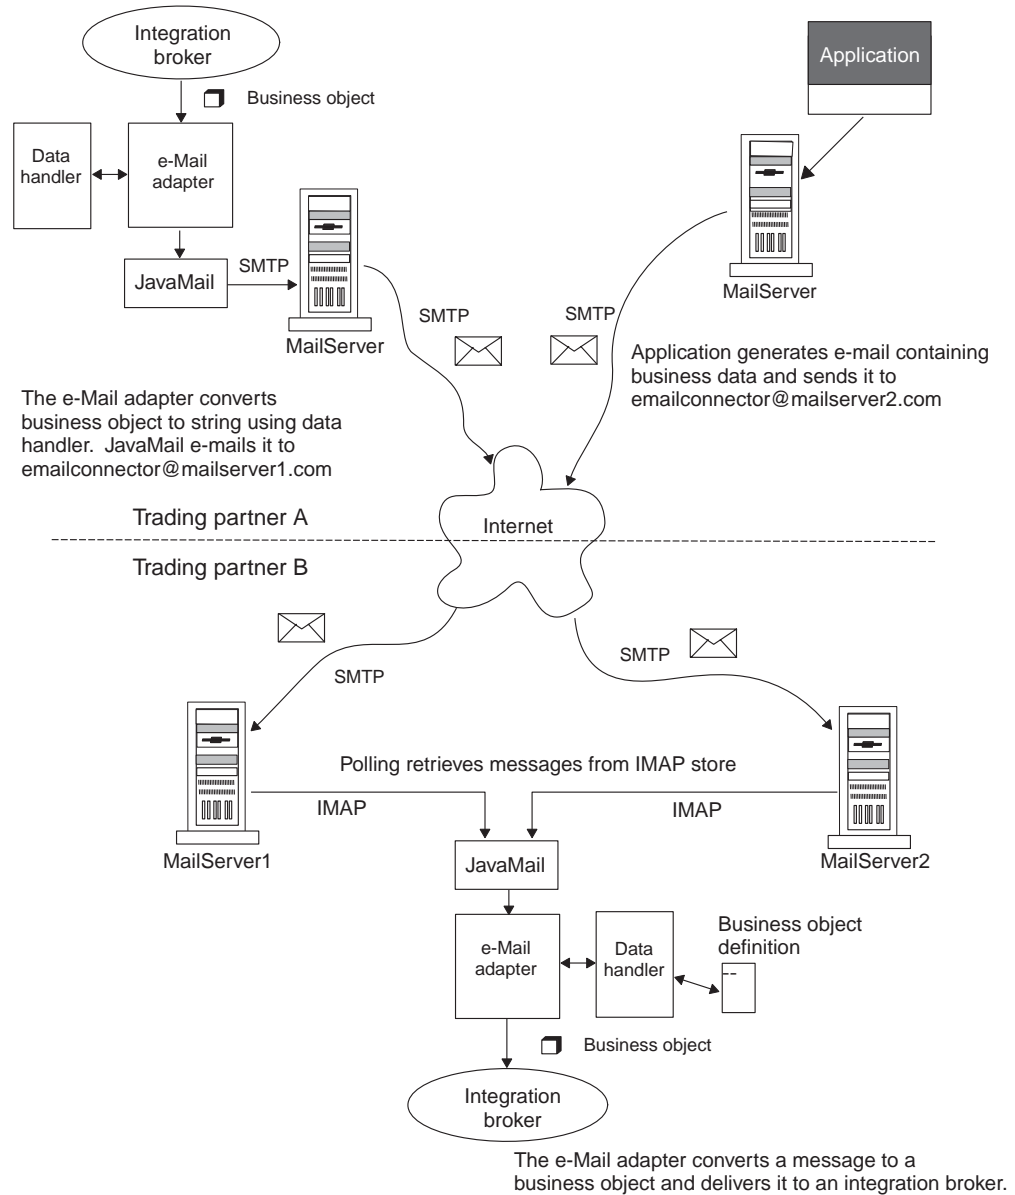 Integration
broker
Application
Business object
Data
handler
e-Mail
adapter
JavaMail
SMTP
MailServer
MailServer
SMTP
SMTP
Application generates e-mail containing
business data and sends it to
emailconnector@mailserver2.com
The e-Mail adapter converts
business object to string using data
handler. JavaMail e-mails it to
emailconnector@mailserver1.com
Trading partner A
Internet
Trading partner B
SMTP
SMTP
Polling retrieves messages from IMAP store
IMAP
IMAP
MailServer1
MailServer2
JavaMail
e-Mail
adapter
Data
handler
Business object
definition
Business object
Integration
broker
The e-Mail adapter converts a message to a
business object and delivers it to an integration broker.